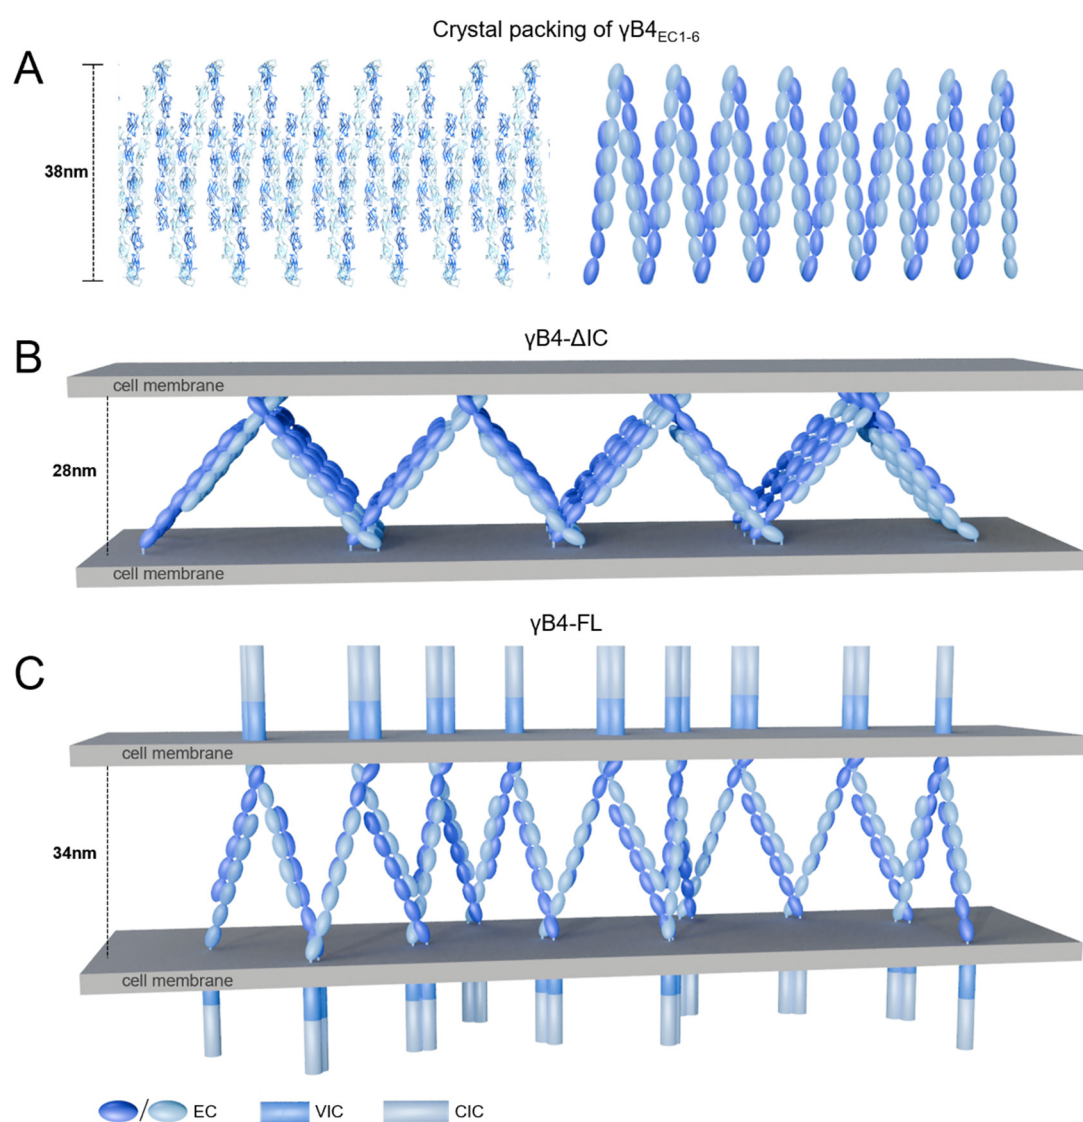 Crystal packing of γB4EC1-6
A
38nm
γB4-ΔIC
B
cell membrane
28nm
cell membrane
γB4-FL
C
cell membrane
34nm
cell membrane
/ EC VIC CIC